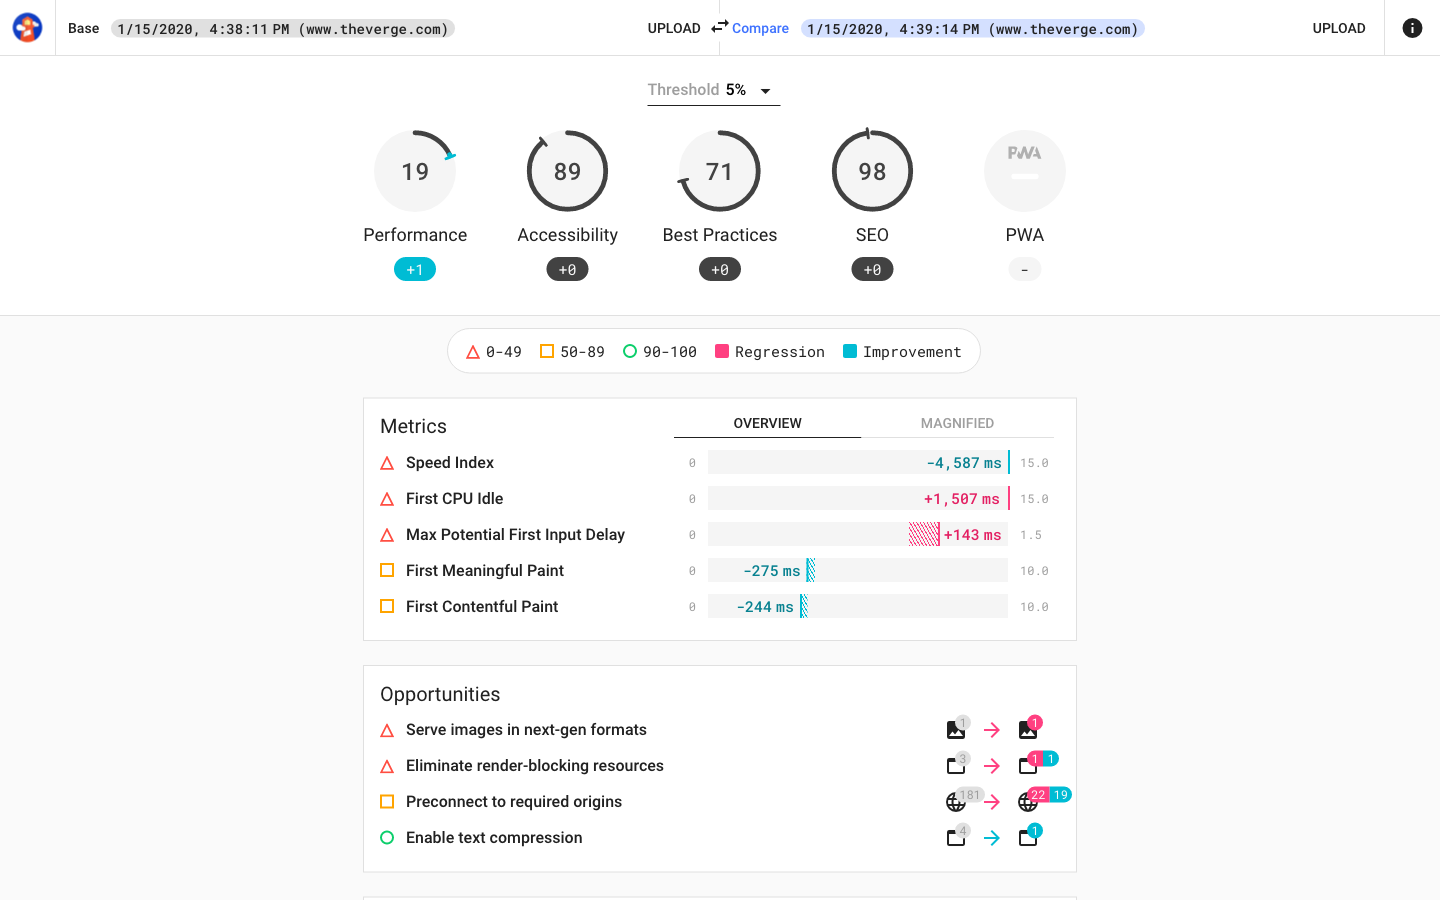 Base 1/15/2020, 4:38:11 PM (www.theverge.com) UPLOAD Compare 1/15/2020, 4:39:14 PM (www.theverge.com) UPLOAD
Threshold 5%
19 89 71 98 PWA
Performance Accessibility Best Practices SEO PWA
+1 +0 +0 +0 -
0-49 50-89 90-100 Regression Improvement
Metrics OVERVIEW MAGNIFIED
Speed Index 0 -4,587 ms 15.0
First CPU Idle 0 +1,507 ms 15.0
Max Potential First Input Delay 0 +143 ms 1.5
First Meaningful Paint 0 -275 ms 10.0
First Contentful Paint 0 -244 ms 10.0
Opportunities
Serve images in next-gen formats 1 1
Eliminate render-blocking resources 3 1 1
Preconnect to required origins 181 22 19
Enable text compression 4 1